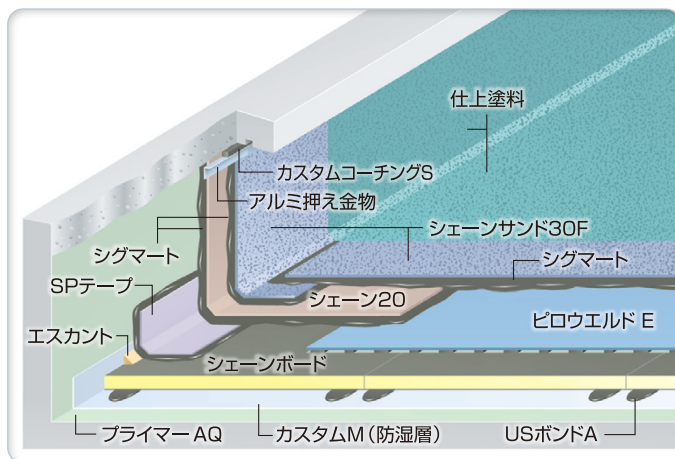 仕上塗料
カスタムコーチングS
アルミ押え金物
シェーンサンド30F
シグマート
シグマート
SPテープ
シェーン20
ピロウエルド E
エスカント
シェーンボード
プライマー AQ
カスタムM（防湿層）
USボンドA